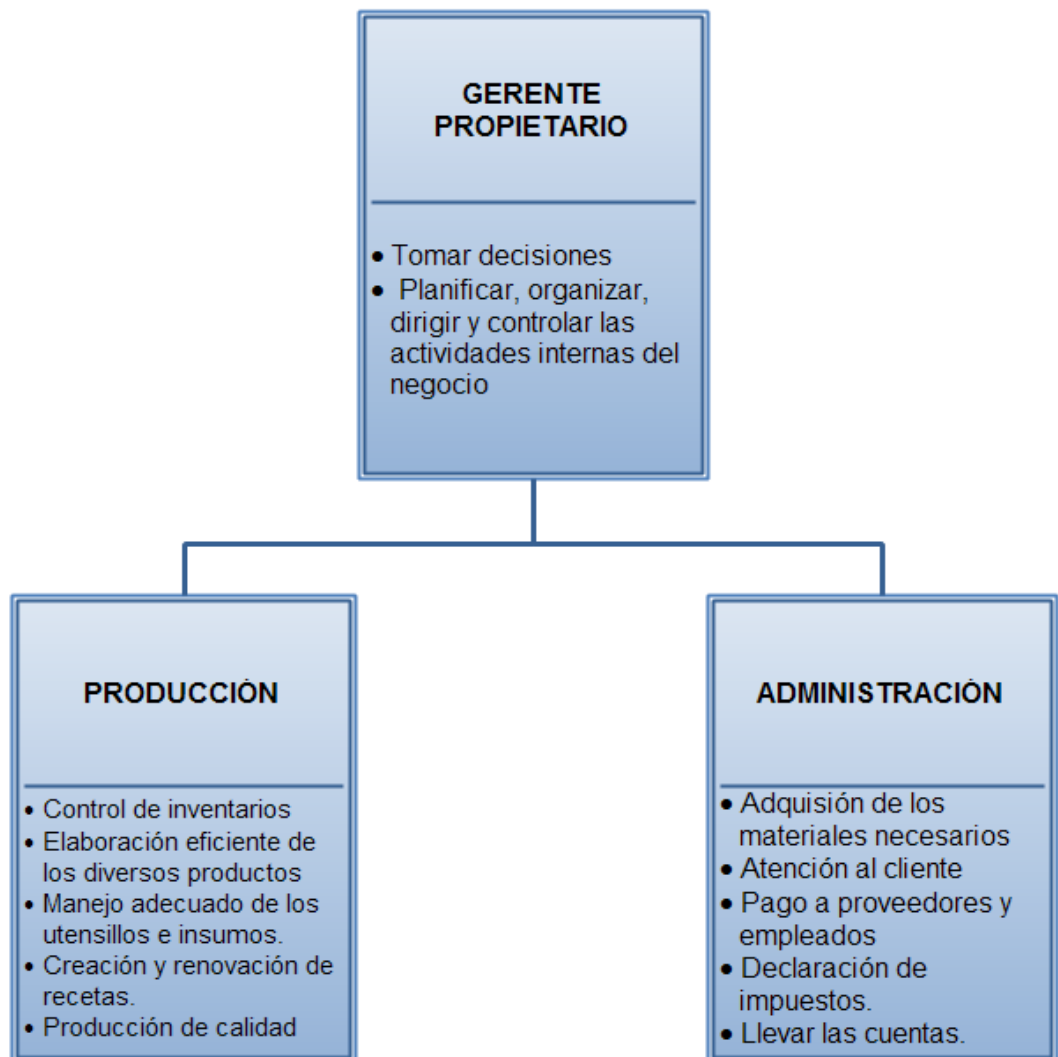 GERENTE
PROPIETARIO
• Tomar decisiones
• Planificar, organizar,
dirigir y controlar las
actividades internas del
negocio
PRODUCCIÓN
• Control de inventarios
• Elaboración eficiente de
los diversos productos
• Manejo adecuado de los
utensillos e insumos.
• Creación y renovación de
recetas.
• Producción de calidad
ADMINISTRACIÓN
• Adquisión de los
materiales necesarios
• Atención al cliente
• Pago a proveedores y
empleados
• Declaración de
impuestos.
• Llevar las cuentas.